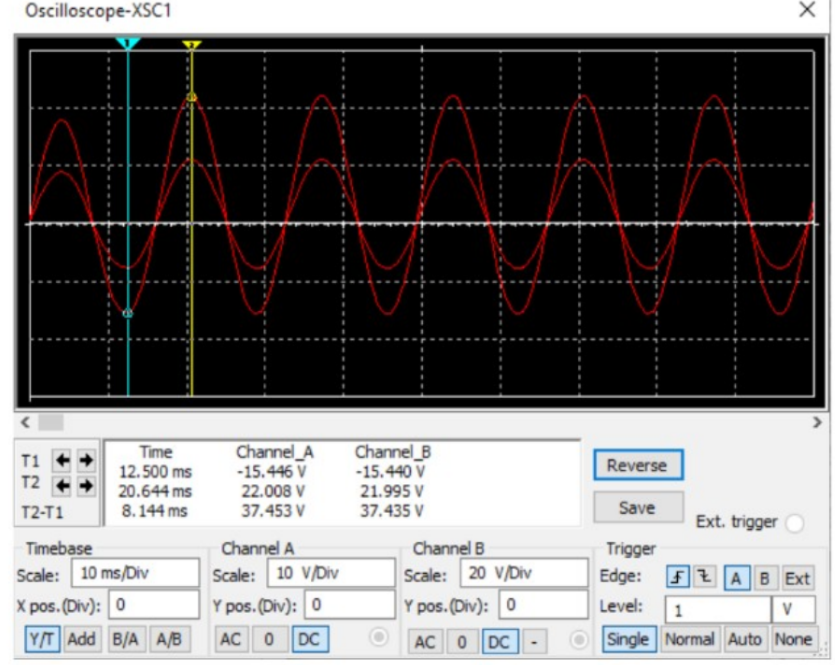 Oscilloscope-XSC1
1 2
Time Channel_A Channel_B
T1 12.500 ms -15.446 V -15.440 V
T2 20.644 ms 22.008 V 21.995 V
T2-T1 8.144 ms 37.453 V 37.435 V
Reverse
Save
Ext. trigger
Timebase
Scale: 10 ms/Div
X pos.(Div): 0
Y/T Add B/A A/B
Channel A
Scale: 10 V/Div
Y pos.(Div): 0
AC 0 DC
Channel B
Scale: 20 V/Div
Y pos.(Div): 0
AC 0 DC -
Trigger
Edge: A B Ext
Level: 1 V
Single Normal Auto None